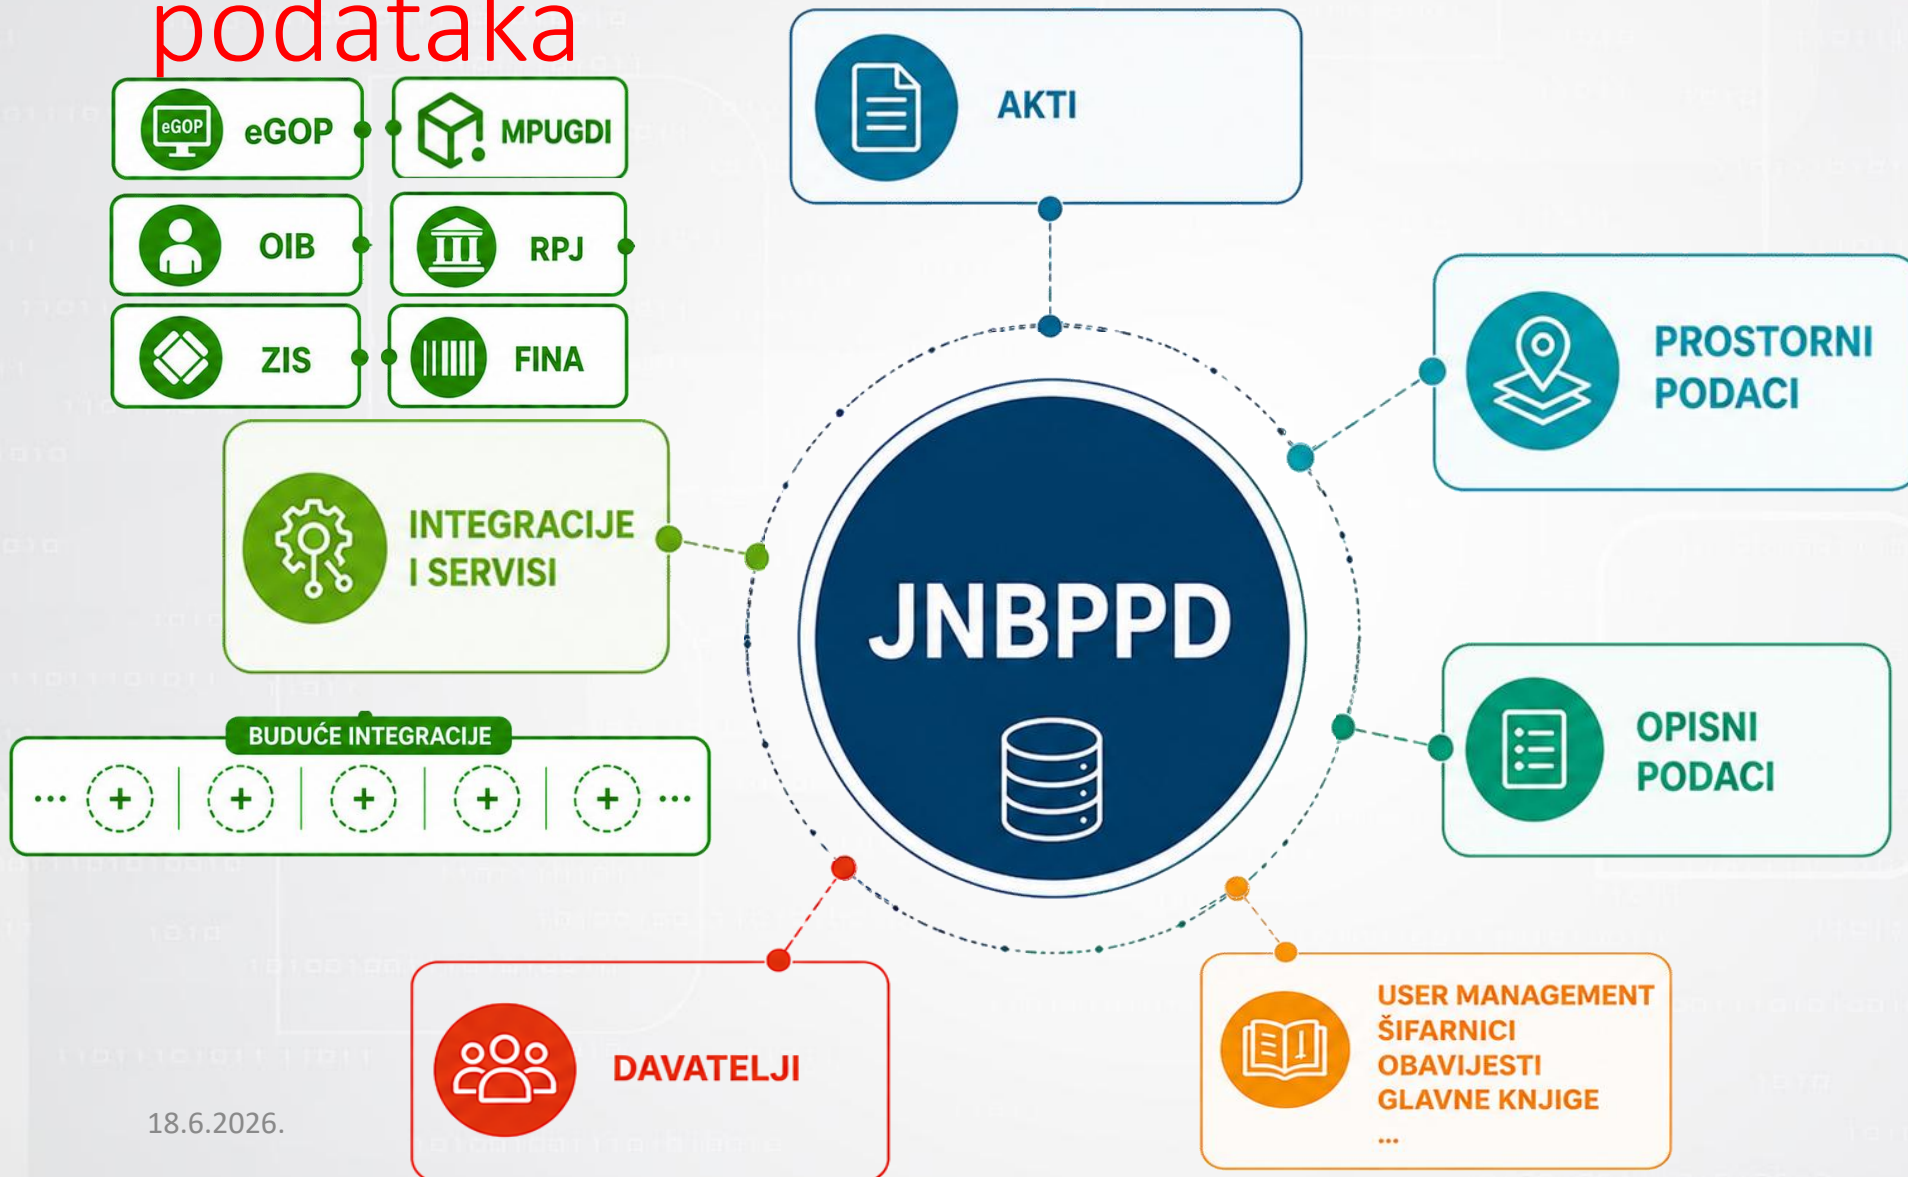 podataka
eGOP
eGOP
MPUGDI
OIB
RPJ
ZIS
FINA
INTEGRACIJE
I SERVISI
BUDUĆE INTEGRACIJE
... + + + + + ...
AKTI
PROSTORNI
PODACI
JNBPPD
OPISNI
PODACI
DAVATELJI
USER MANAGEMENT
ŠIFARNICI
OBAVIJESTI
GLAVNE KNJIGE
...
18.6.2026.